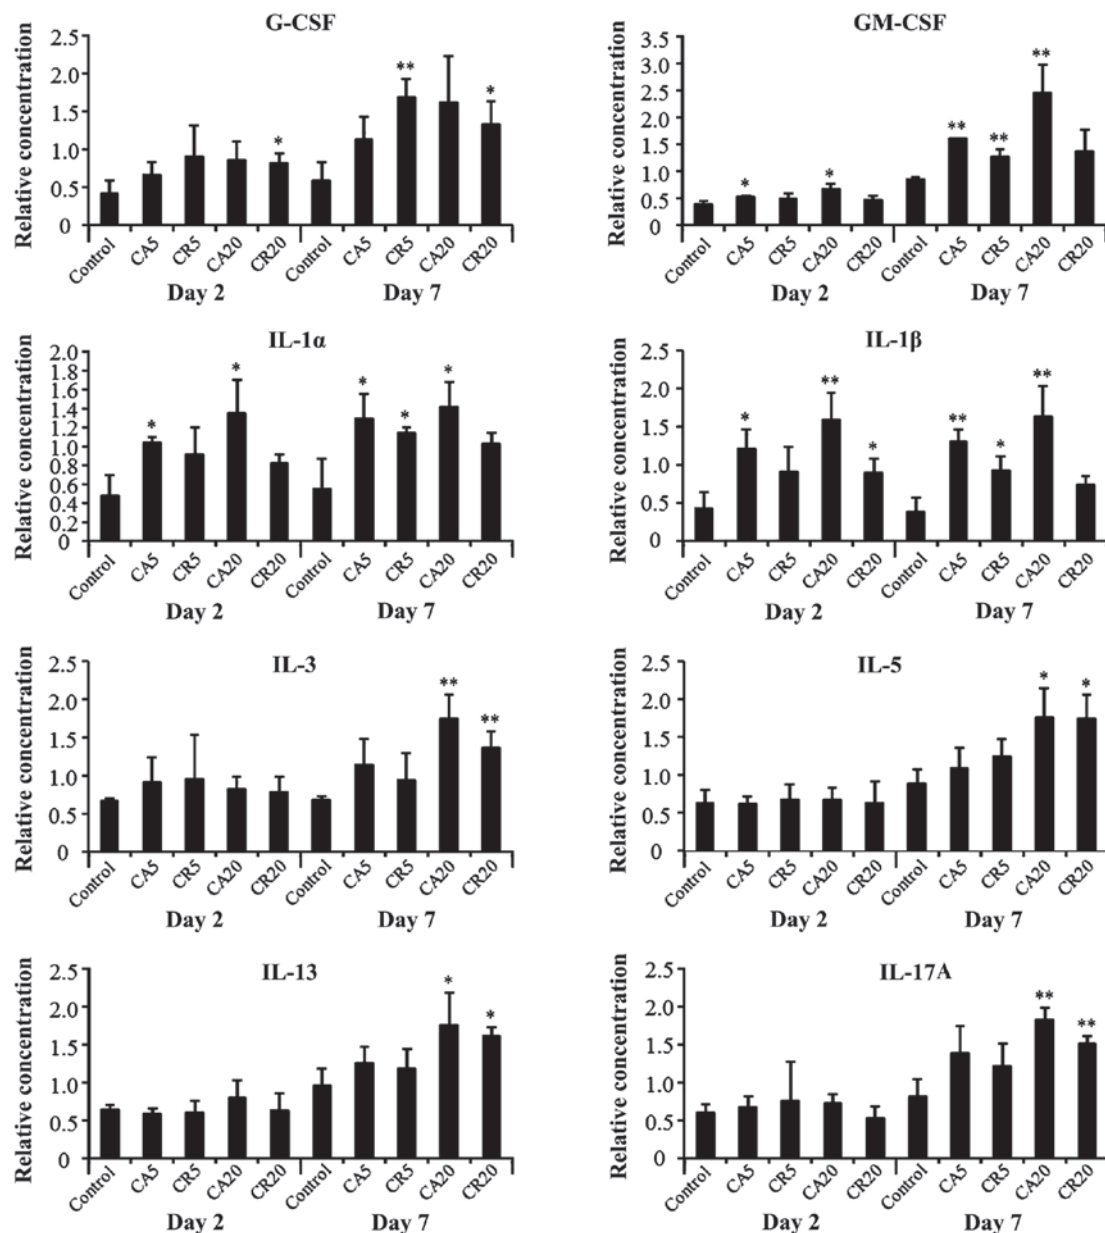 G-CSF
Relative concentration
2.5
2.0
1.5
1.0
0.5
0
** * *
Control CA5 CR5 CA20 CR20 Control CA5 CR5 CA20 CR20
Day 2 Day 7
GM-CSF
Relative concentration
3.5
3.0
2.5
2.0
1.5
1.0
0.5
0
* * ** ** **
Control CA5 CR5 CA20 CR20 Control CA5 CR5 CA20 CR20
Day 2 Day 7
IL-1α
Relative concentration
2.0
1.8
1.6
1.4
1.2
1.0
0.8
0.6
0.4
0.2
0
* * * * *
Control CA5 CR5 CA20 CR20 Control CA5 CR5 CA20 CR20
Day 2 Day 7
IL-1β
Relative concentration
2.5
2.0
1.5
1.0
0.5
0
* ** * ** * **
Control CA5 CR5 CA20 CR20 Control CA5 CR5 CA20 CR20
Day 2 Day 7
IL-3
Relative concentration
2.5
2.0
1.5
1.0
0.5
0
** **
Control CA5 CR5 CA20 CR20 Control CA5 CR5 CA20 CR20
Day 2 Day 7
IL-5
Relative concentration
2.5
2.0
1.5
1.0
0.5
0
* *
Control CA5 CR5 CA20 CR20 Control CA5 CR5 CA20 CR20
Day 2 Day 7
IL-13
Relative concentration
2.5
2.0
1.5
1.0
0.5
0
* *
Control CA5 CR5 CA20 CR20 Control CA5 CR5 CA20 CR20
Day 2 Day 7
IL-17A
Relative concentration
2.5
2.0
1.5
1.0
0.5
0
** **
Control CA5 CR5 CA20 CR20 Control CA5 CR5 CA20 CR20
Day 2 Day 7